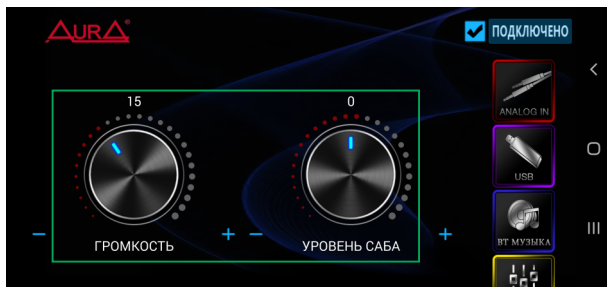 AURA
ПОДКЛЮЧЕНО
15
0
ANALOG IN
USB
ГРОМКОСТЬ
УРОВЕНЬ САБА
BT МУЗЫКА